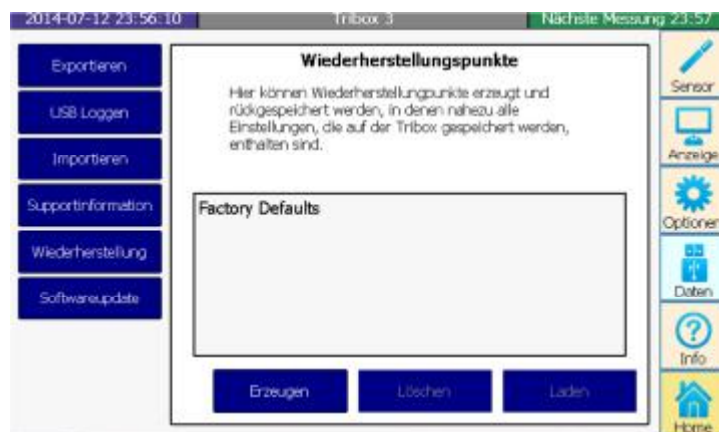 2014-07-12 23:56:10
Tribox 3
Nächste Messung 23:57
Exportieren
USB Loggen
Importieren
Supportinformation
Wiederherstellung
Softwareupdate
Wiederherstellungspunkte
Hier können Wiederherstellungpunkte erzeugt und
rückgespeichert werden, in denen nahezu alle
Einstellungen, die auf der Tribox gespeichert werden,
enthalten sind.
Factory Defaults
Erzeugen
Löschen
Laden
Sensor
Anzeige
Optionen
Daten
Info
Home